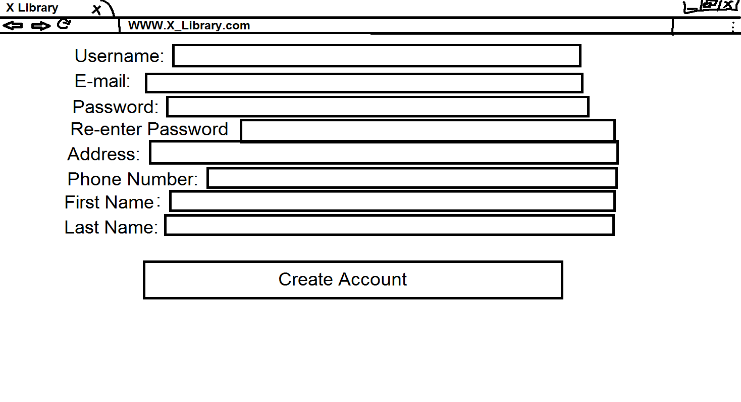 X Library
WWW.X_Library.com
Username:
E-mail:
Password:
Re-enter Password
Address:
Phone Number:
First Name:
Last Name:
Create Account